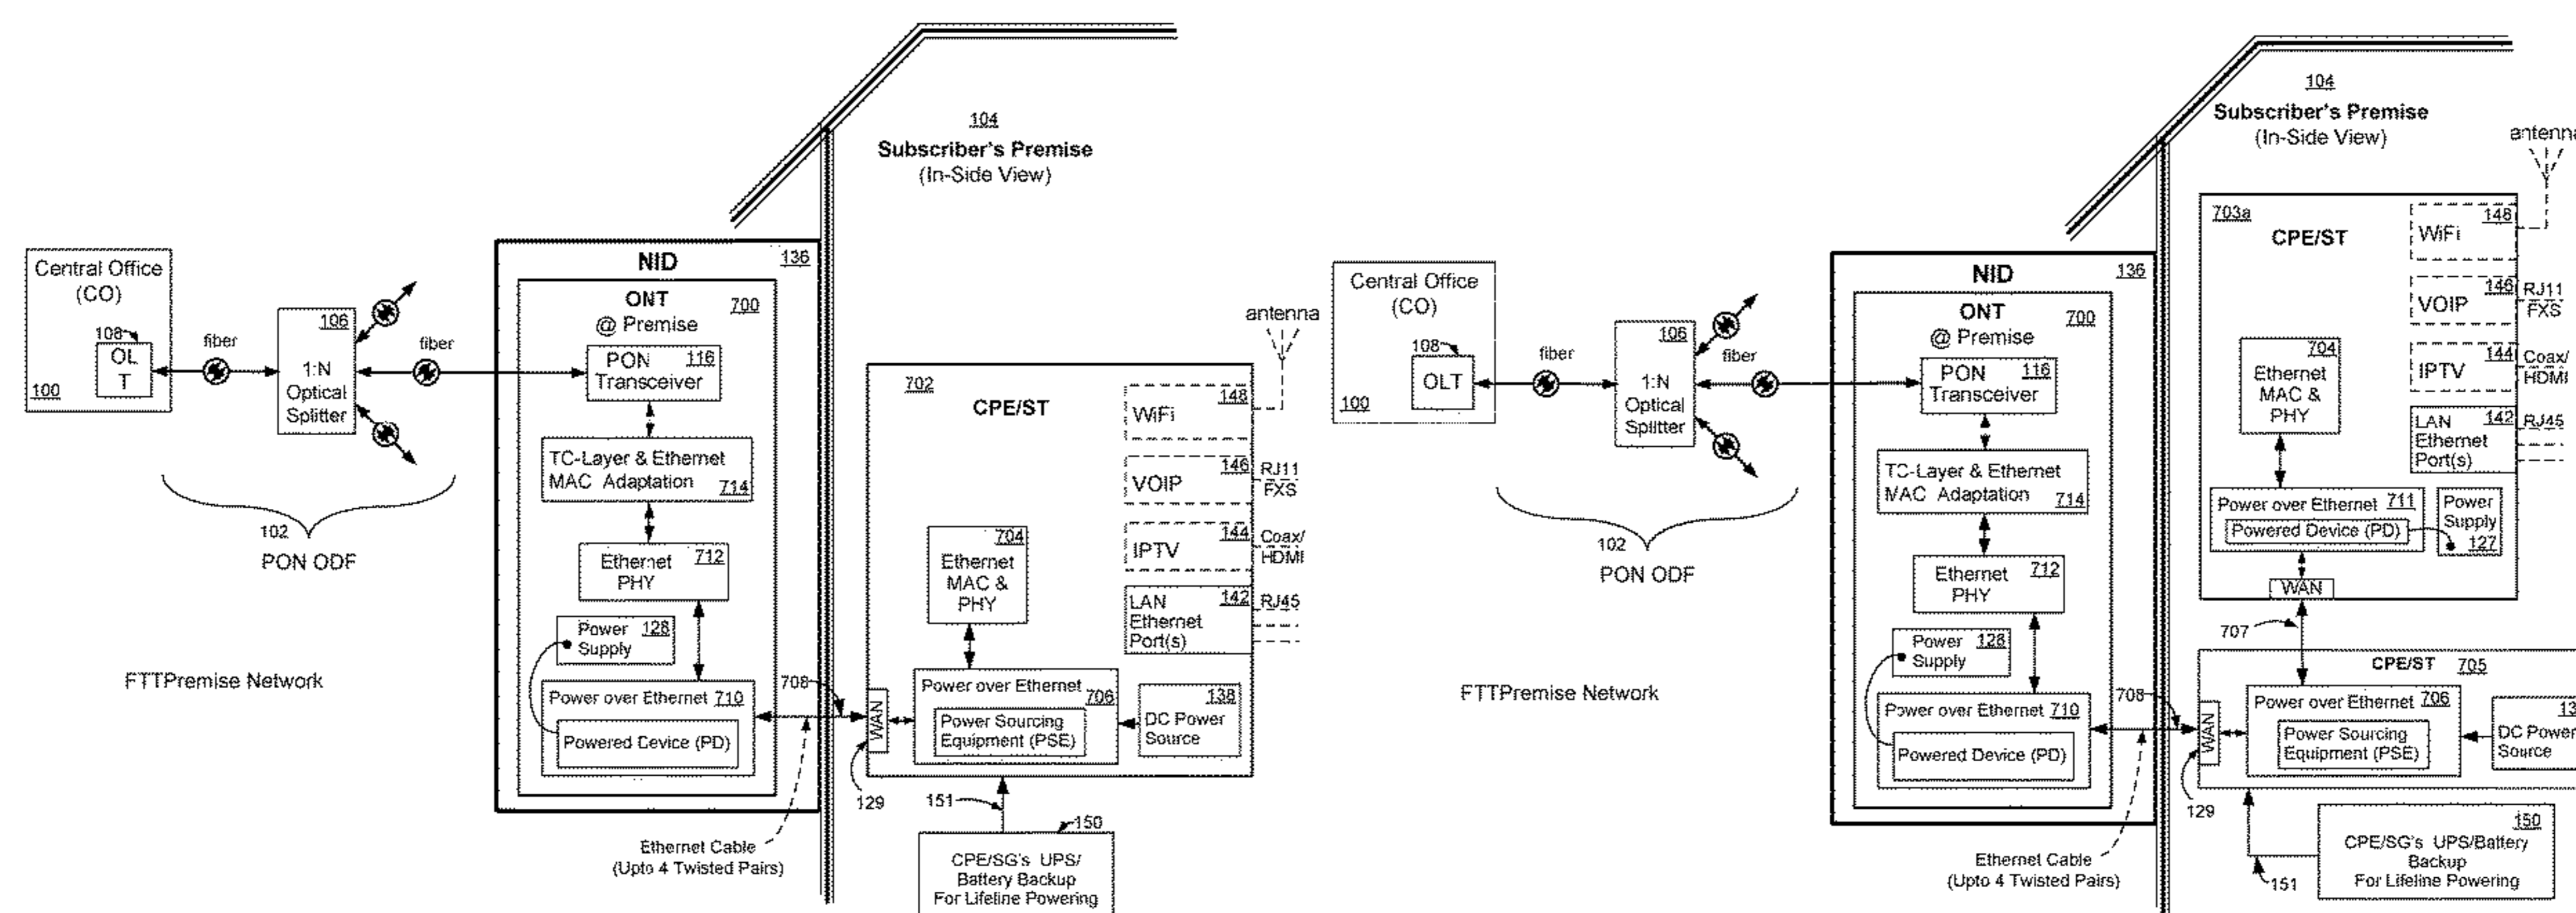 104
Subscriber's Premise
(In-Side View)
Central Office
(CO)
108
OL
T
100
fiber
106
1:N
Optical
Splitter
fiber
102
PON ODF
FTTPremise Network
NID
136
ONT
700
@ Premise
PON
116
Transceiver
TC-Layer & Ethernet
MAC Adaptation
714
Ethernet
712
PHY
Power
128
Supply
Power over Ethernet 710
Powered Device (PD)
708
Ethernet Cable
(Upto 4 Twisted Pairs)
129
WAN
702
CPE/ST
antenna
148
WiFi
146
VOIP
RJ11
FXS
144
IPTV
Coax/
HDMI
LAN
142
Ethernet
Port(s)
RJ45
704
Ethernet
MAC &
PHY
Power over Ethernet
706
Power Sourcing
Equipment (PSE)
138
DC Power
Source
151
150
CPE/SG's UPS/
Battery Backup
For Lifeline Powering
104
Subscriber's Premise
(In-Side View)
Central Office
(CO)
108
OLT
100
fiber
106
1:N
Optical
Splitter
fiber
102
PON ODF
FTTPremise Network
NID
136
ONT
700
@ Premise
PON
116
Transceiver
TC-Layer & Ethernet
MAC Adaptation
714
Ethernet
712
PHY
Power
128
Supply
Power over Ethernet 710
Powered Device (PD)
708
Ethernet Cable
(Upto 4 Twisted Pairs)
129
WAN
703a
CPE/ST
antenna
148
WiFi
146
VOIP
RJ11
FXS
144
IPTV
Coax/
HDMI
LAN
142
Ethernet
Port(s)
RJ45
704
Ethernet
MAC &
PHY
Power over Ethernet 711
Powered Device (PD)
Power
Supply
127
WAN
707
CPE/ST
705
Power over Ethernet 706
Power Sourcing
Equipment (PSE)
DC Power
Source
151
150
CPE/SG's UPS/Battery
Backup
For Lifeline Powering